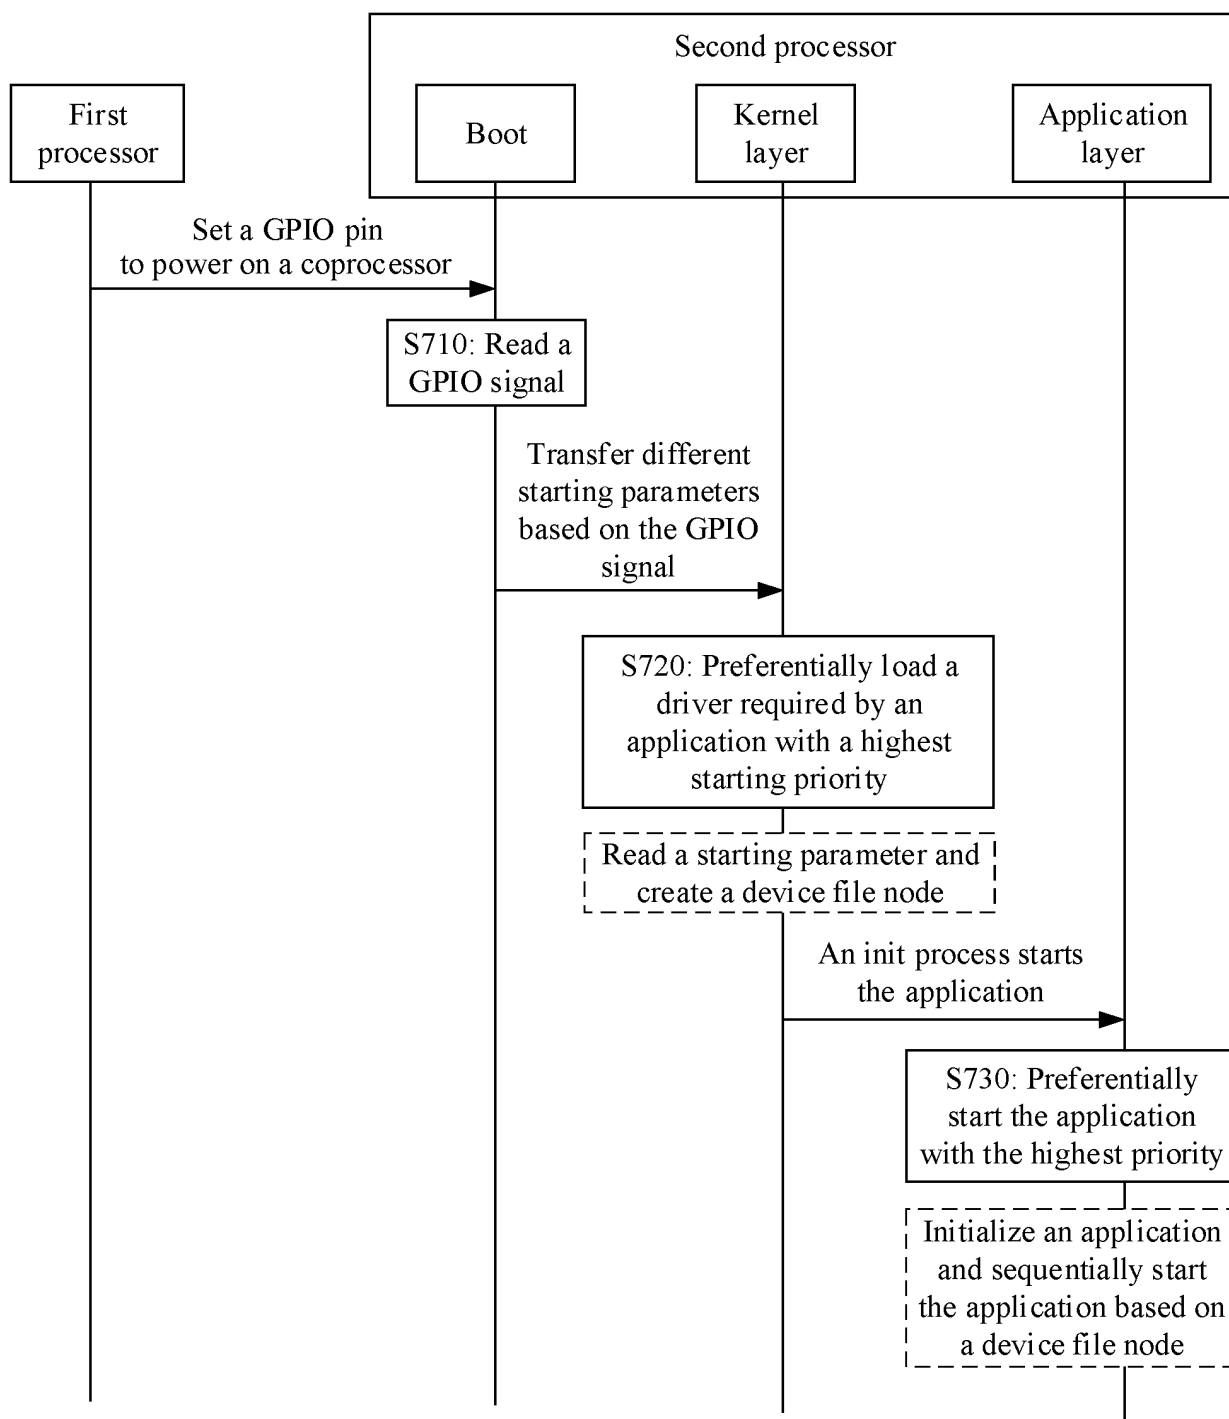 Second processor
First
processor
Boot
Kernel
layer
Application
layer
Set a GPIO pin
to power on a coprocessor
S710: Read a
GPIO signal
Transfer different
starting parameters
based on the GPIO
signal
S720: Preferentially load a
driver required by an
application with a highest
starting priority
Read a starting parameter and
create a device file node
An init process starts
the application
S730: Preferentially
start the application
with the highest priority
Initialize an application
and sequentially start
the application based on
a device file node